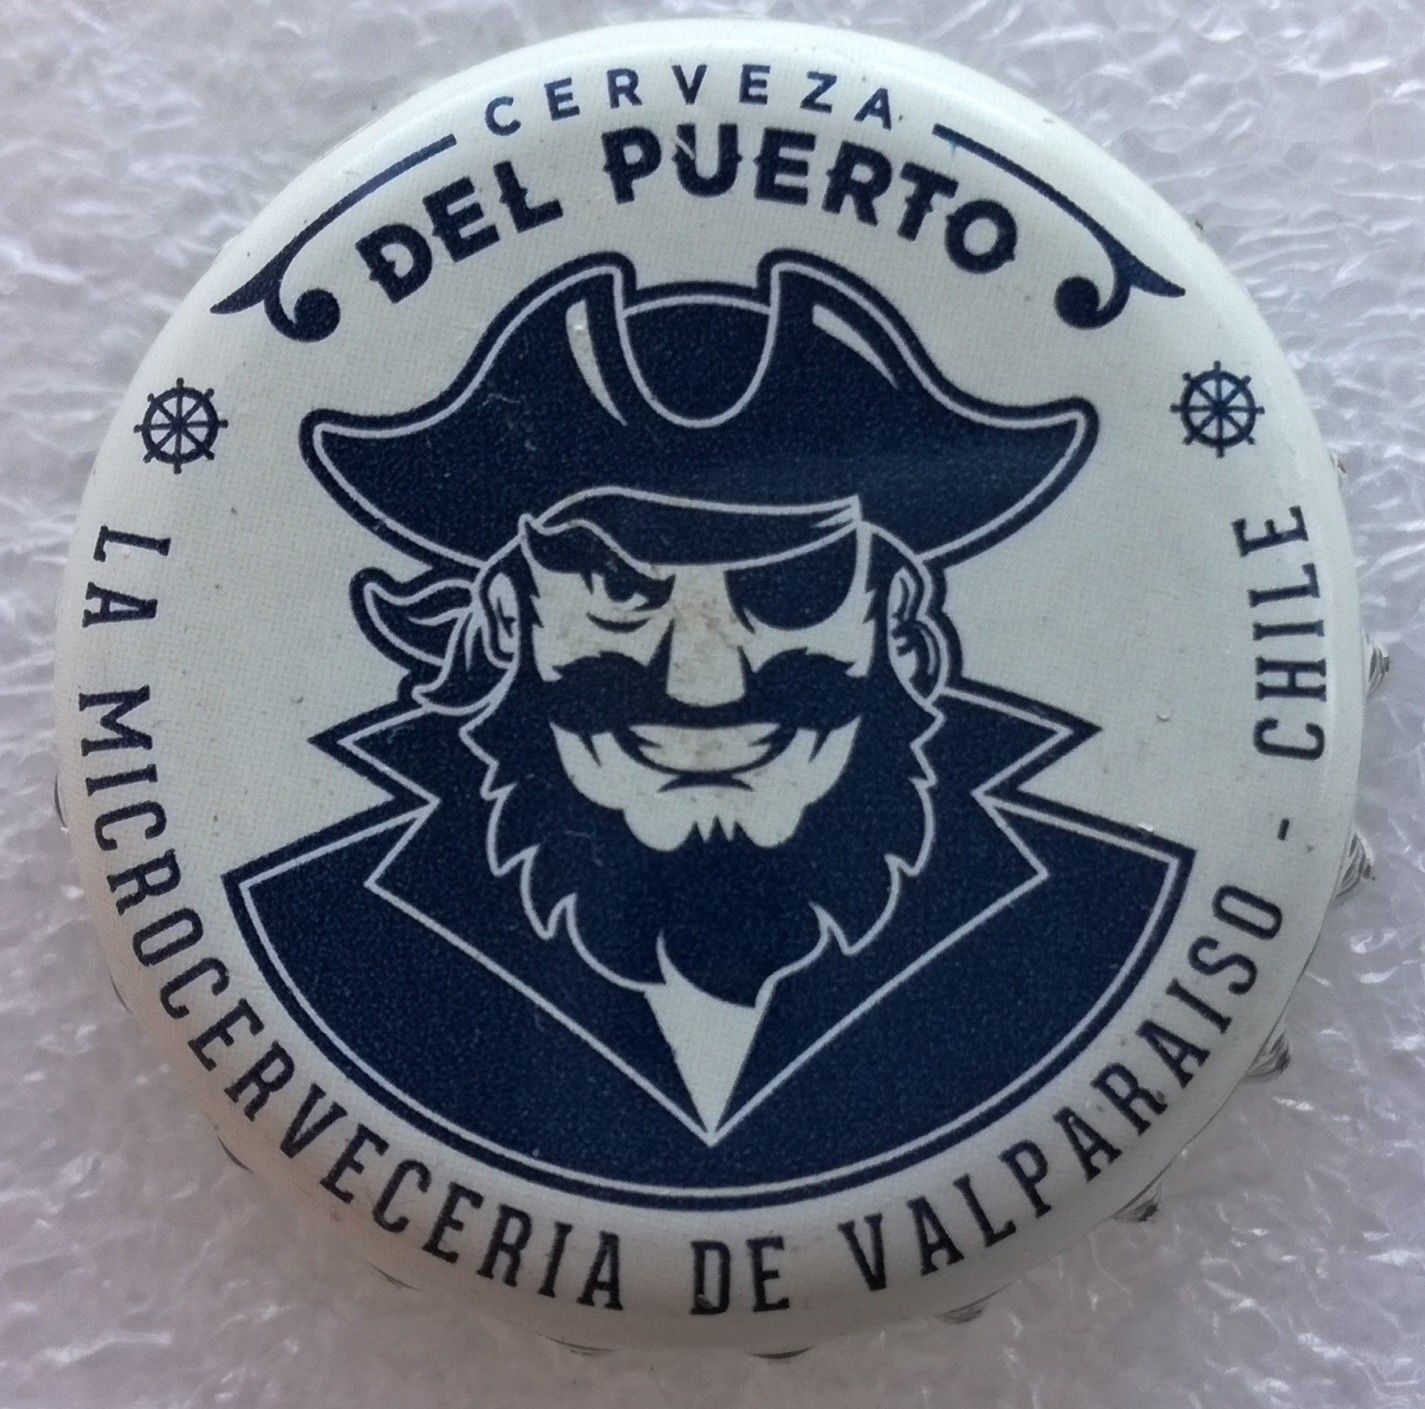 CERVEZA
DEL PUERTO
LA MICROCERVECERIA DE VALPARAISO - CHILE